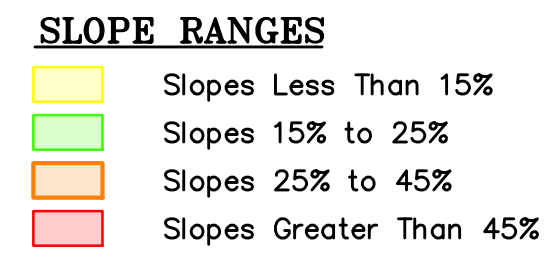 SLOPE RANGES
Slopes Less Than 15%
Slopes 15% to 25%
Slopes 25% to 45%
Slopes Greater Than 45%